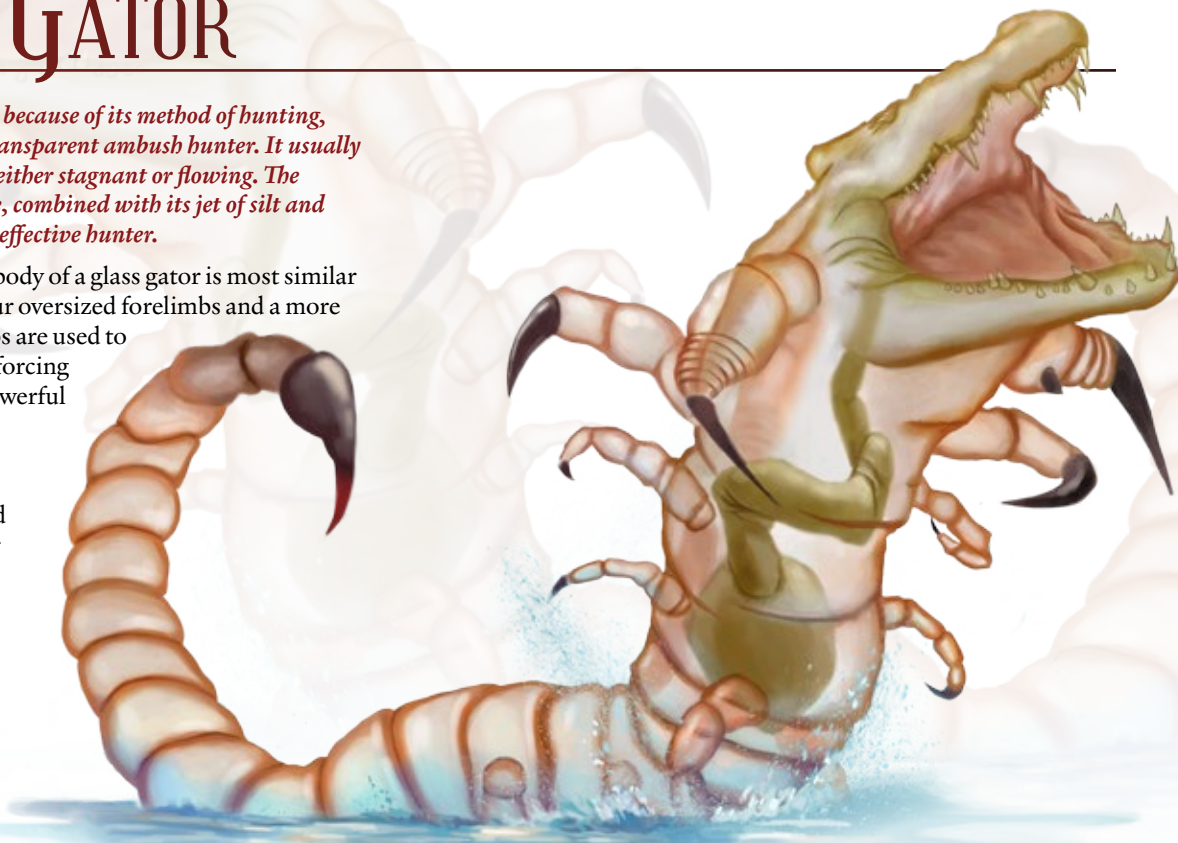 GATOR
because of its method of hunting,
ansparent ambush hunter. It usually
either stagnant or flowing. The
, combined with its jet of silt and
effective hunter.
body of a glass gator is most similar
ur oversized forelimbs and a more
s are used to
forcing
werful
d